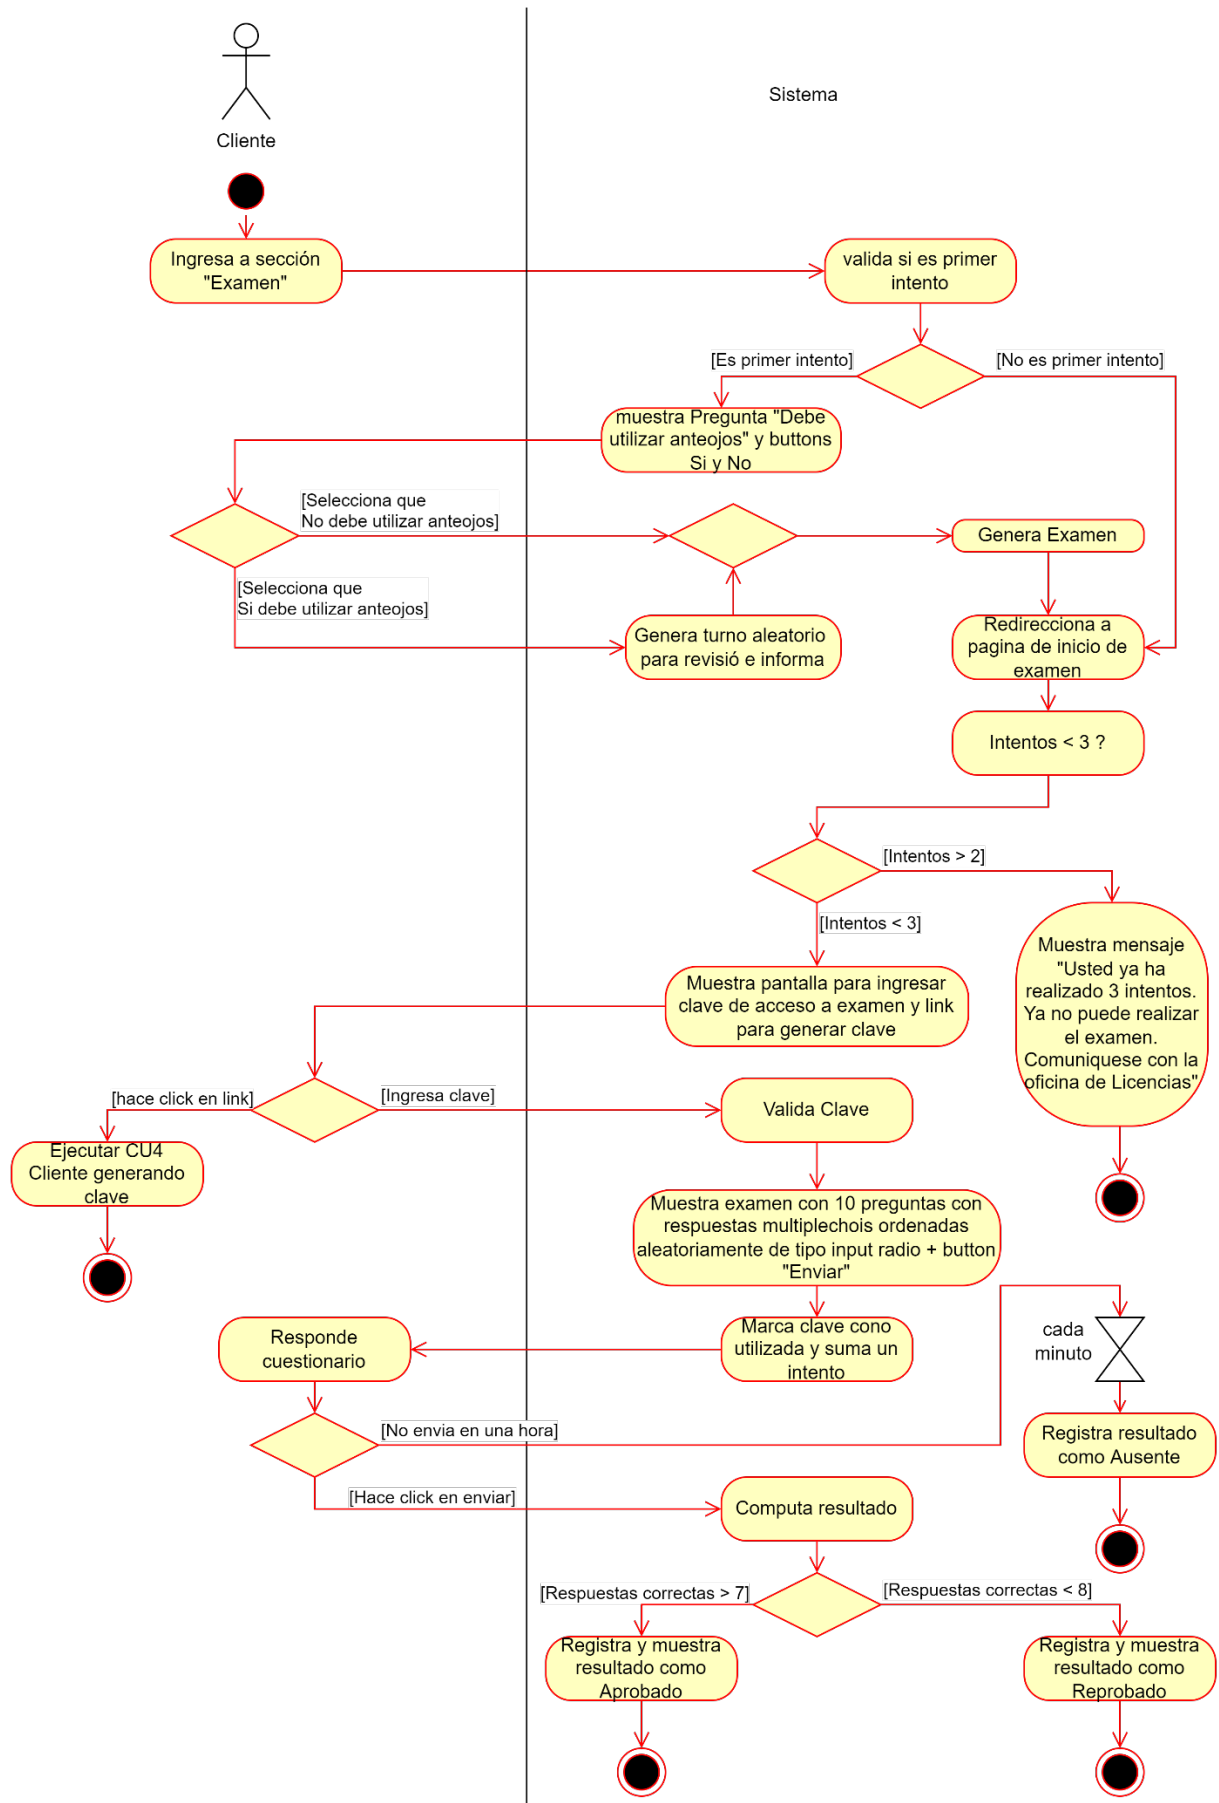 Sistema
Cliente
Ingresa a sección
"Examen"
valida si es primer
intento
[Es primer intento]
[No es primer intento]
muestra Pregunta "Debe
utilizar anteojos" y buttons
Si y No
[Selecciona que
No debe utilizar anteojos]
Genera Examen
[Selecciona que
Si debe utilizar anteojos]
Genera turno aleatorio
para revisió e informa
Redirecciona a
pagina de inicio de
examen
Intentos < 3 ?
[Intentos > 2]
[Intentos < 3]
Muestra mensaje
"Usted ya ha
realizado 3 intentos.
Ya no puede realizar
el examen.
Comuniquese con la
oficina de Licencias"
Muestra pantalla para ingresar
clave de acceso a examen y link
para generar clave
[hace click en link]
[Ingresa clave]
Valida Clave
Ejecutar CU4
Cliente generando
clave
Muestra examen con 10 preguntas con
respuestas multiplechois ordenadas
aleatoriamente de tipo input radio + button
"Enviar"
Responde
cuestionario
Marca clave cono
utilizada y suma un
intento
cada
minuto
[No envia en una hora]
Registra resultado
como Ausente
[Hace click en enviar]
Computa resultado
[Respuestas correctas > 7]
[Respuestas correctas < 8]
Registra y muestra
resultado como
Aprobado
Registra y muestra
resultado como
Reprobado